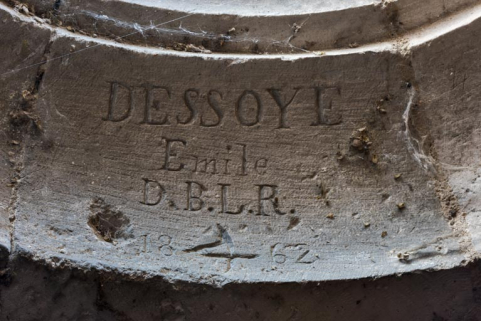 DESSOYE
Emile
D.B.L.R.
18 62